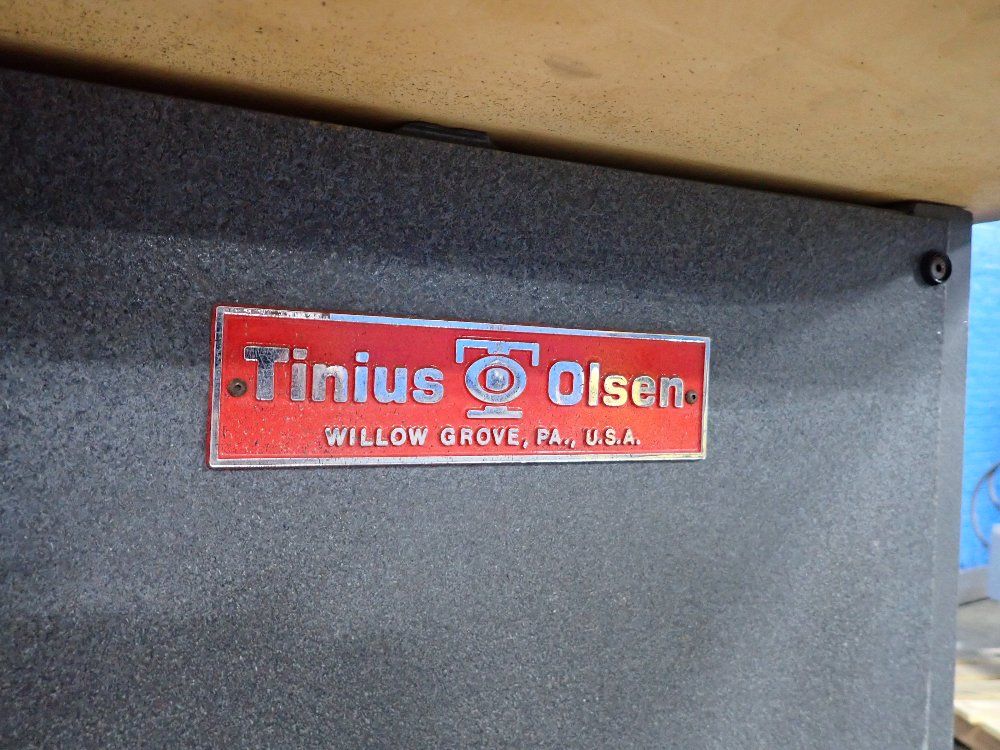 Tinius Olsen
WILLOW GROVE, PA., U.S.A.